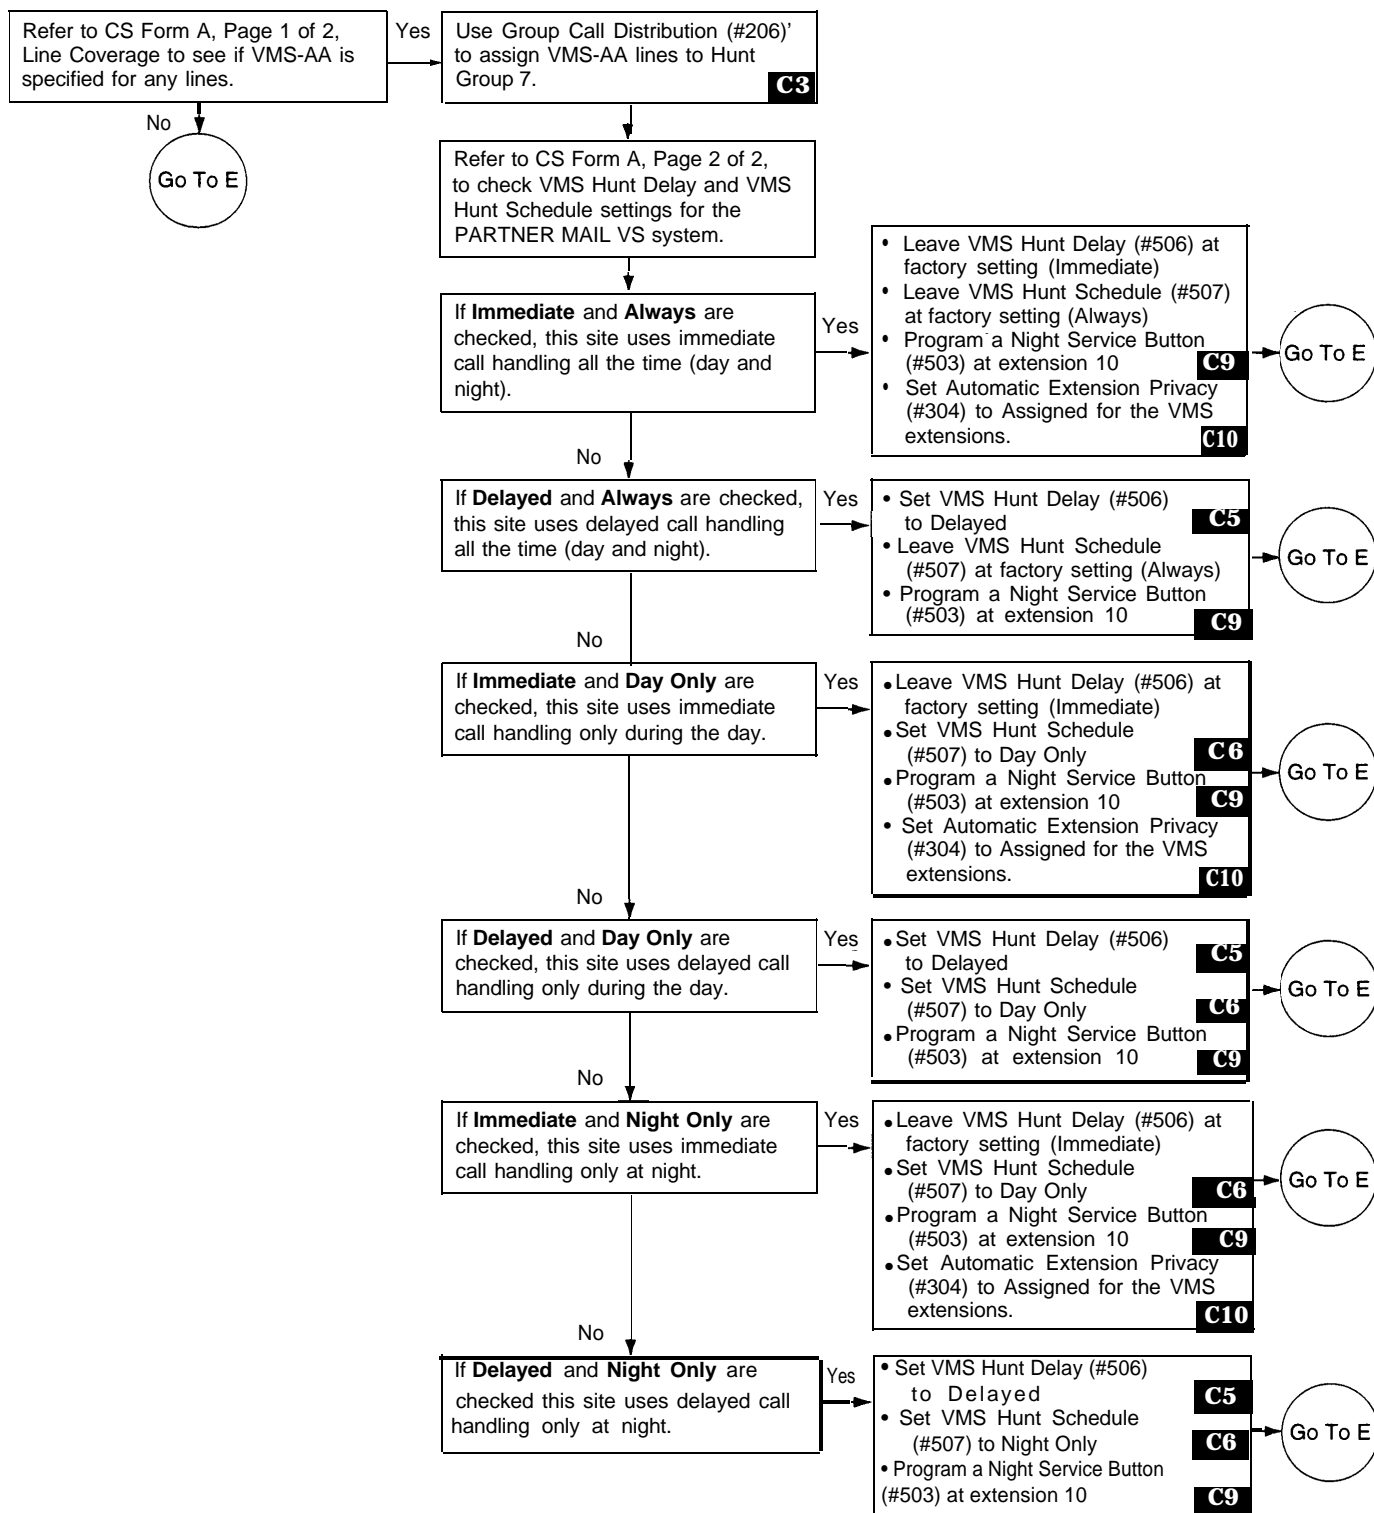 Refer to CS Form A, Page 1 of 2,
Line Coverage to see if VMS-AA is
specified for any lines.
Yes
Use Group Call Distribution (#206)'
to assign VMS-AA lines to Hunt
Group 7.
C3
No
Go To E
Refer to CS Form A, Page 2 of 2,
to check VMS Hunt Delay and VMS
Hunt Schedule settings for the
PARTNER MAIL VS system.
If Immediate and Always are
checked, this site uses immediate
call handling all the time (day and
night).
Yes
• Leave VMS Hunt Delay (#506) at
factory setting (Immediate)
• Leave VMS Hunt Schedule (#507)
at factory setting (Always)
• Program a Night Service Button
(#503) at extension 10
C9
• Set Automatic Extension Privacy
(#304) to Assigned for the VMS
extensions.
C10
Go To E
No
If Delayed and Always are checked,
this site uses delayed call handling
all the time (day and night).
Yes
• Set VMS Hunt Delay (#506)
to Delayed
C5
• Leave VMS Hunt Schedule
(#507) at factory setting (Always)
• Program a Night Service Button
(#503) at extension 10
C9
Go To E
No
If Immediate and Day Only are
checked, this site uses immediate
call handling only during the day.
Yes
• Leave VMS Hunt Delay (#506) at
factory setting (Immediate)
• Set VMS Hunt Schedule
(#507) to Day Only
C6
• Program a Night Service Button
(#503) at extension 10
C9
• Set Automatic Extension Privacy
(#304) to Assigned for the VMS
extensions.
C10
Go To E
No
If Delayed and Day Only are
checked, this site uses delayed call
handling only during the day.
Yes
• Set VMS Hunt Delay (#506)
to Delayed
C5
• Set VMS Hunt Schedule
(#507) to Day Only
C6
• Program a Night Service Button
(#503) at extension 10
C9
Go To E
No
If Immediate and Night Only are
checked, this site uses immediate
call handling only at night.
Yes
• Leave VMS Hunt Delay (#506) at
factory setting (Immediate)
• Set VMS Hunt Schedule
(#507) to Day Only
C6
• Program a Night Service Button
(#503) at extension 10
C9
• Set Automatic Extension Privacy
(#304) to Assigned for the VMS
extensions.
C10
Go To E
No
If Delayed and Night Only are
checked this site uses delayed call
handling only at night.
Yes
• Set VMS Hunt Delay (#506)
to Delayed
C5
• Set VMS Hunt Schedule
(#507) to Night Only
C6
• Program a Night Service Button
(#503) at extension 10
C9
Go To E